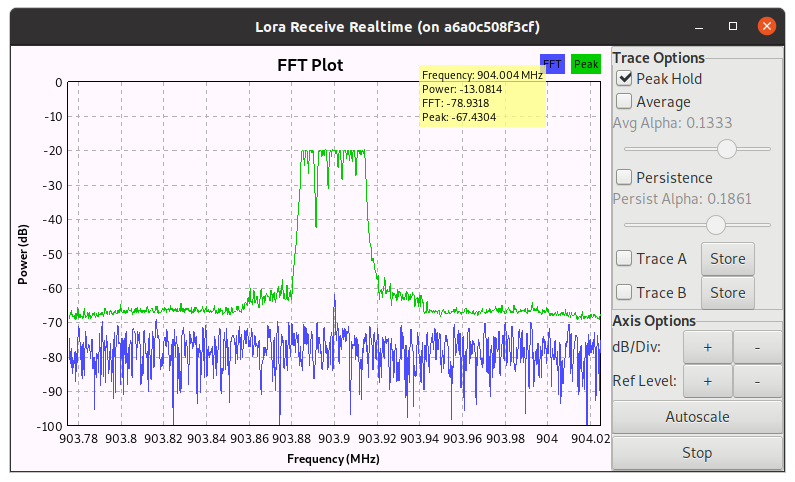 Lora Receive Realtime (on a6a0c508f3cf)
FFT Plot
FFT
Peak
Frequency: 904.004 MHz
Power: -13.0814
FFT: -78.9318
Peak: -67.4304
Power (dB)
0
-10
-20
-30
-40
-50
-60
-70
-80
-90
-100
903.78 903.8 903.82 903.84 903.86 903.88 903.9 903.92 903.94 903.96 903.98 904 904.02
Frequency (MHz)
Trace Options
Peak Hold
Average
Avg Alpha: 0.1333
Persistence
Persist Alpha: 0.1861
Trace A Store
Trace B Store
Axis Options
dB/Div: + -
Ref Level: + -
Autoscale
Stop